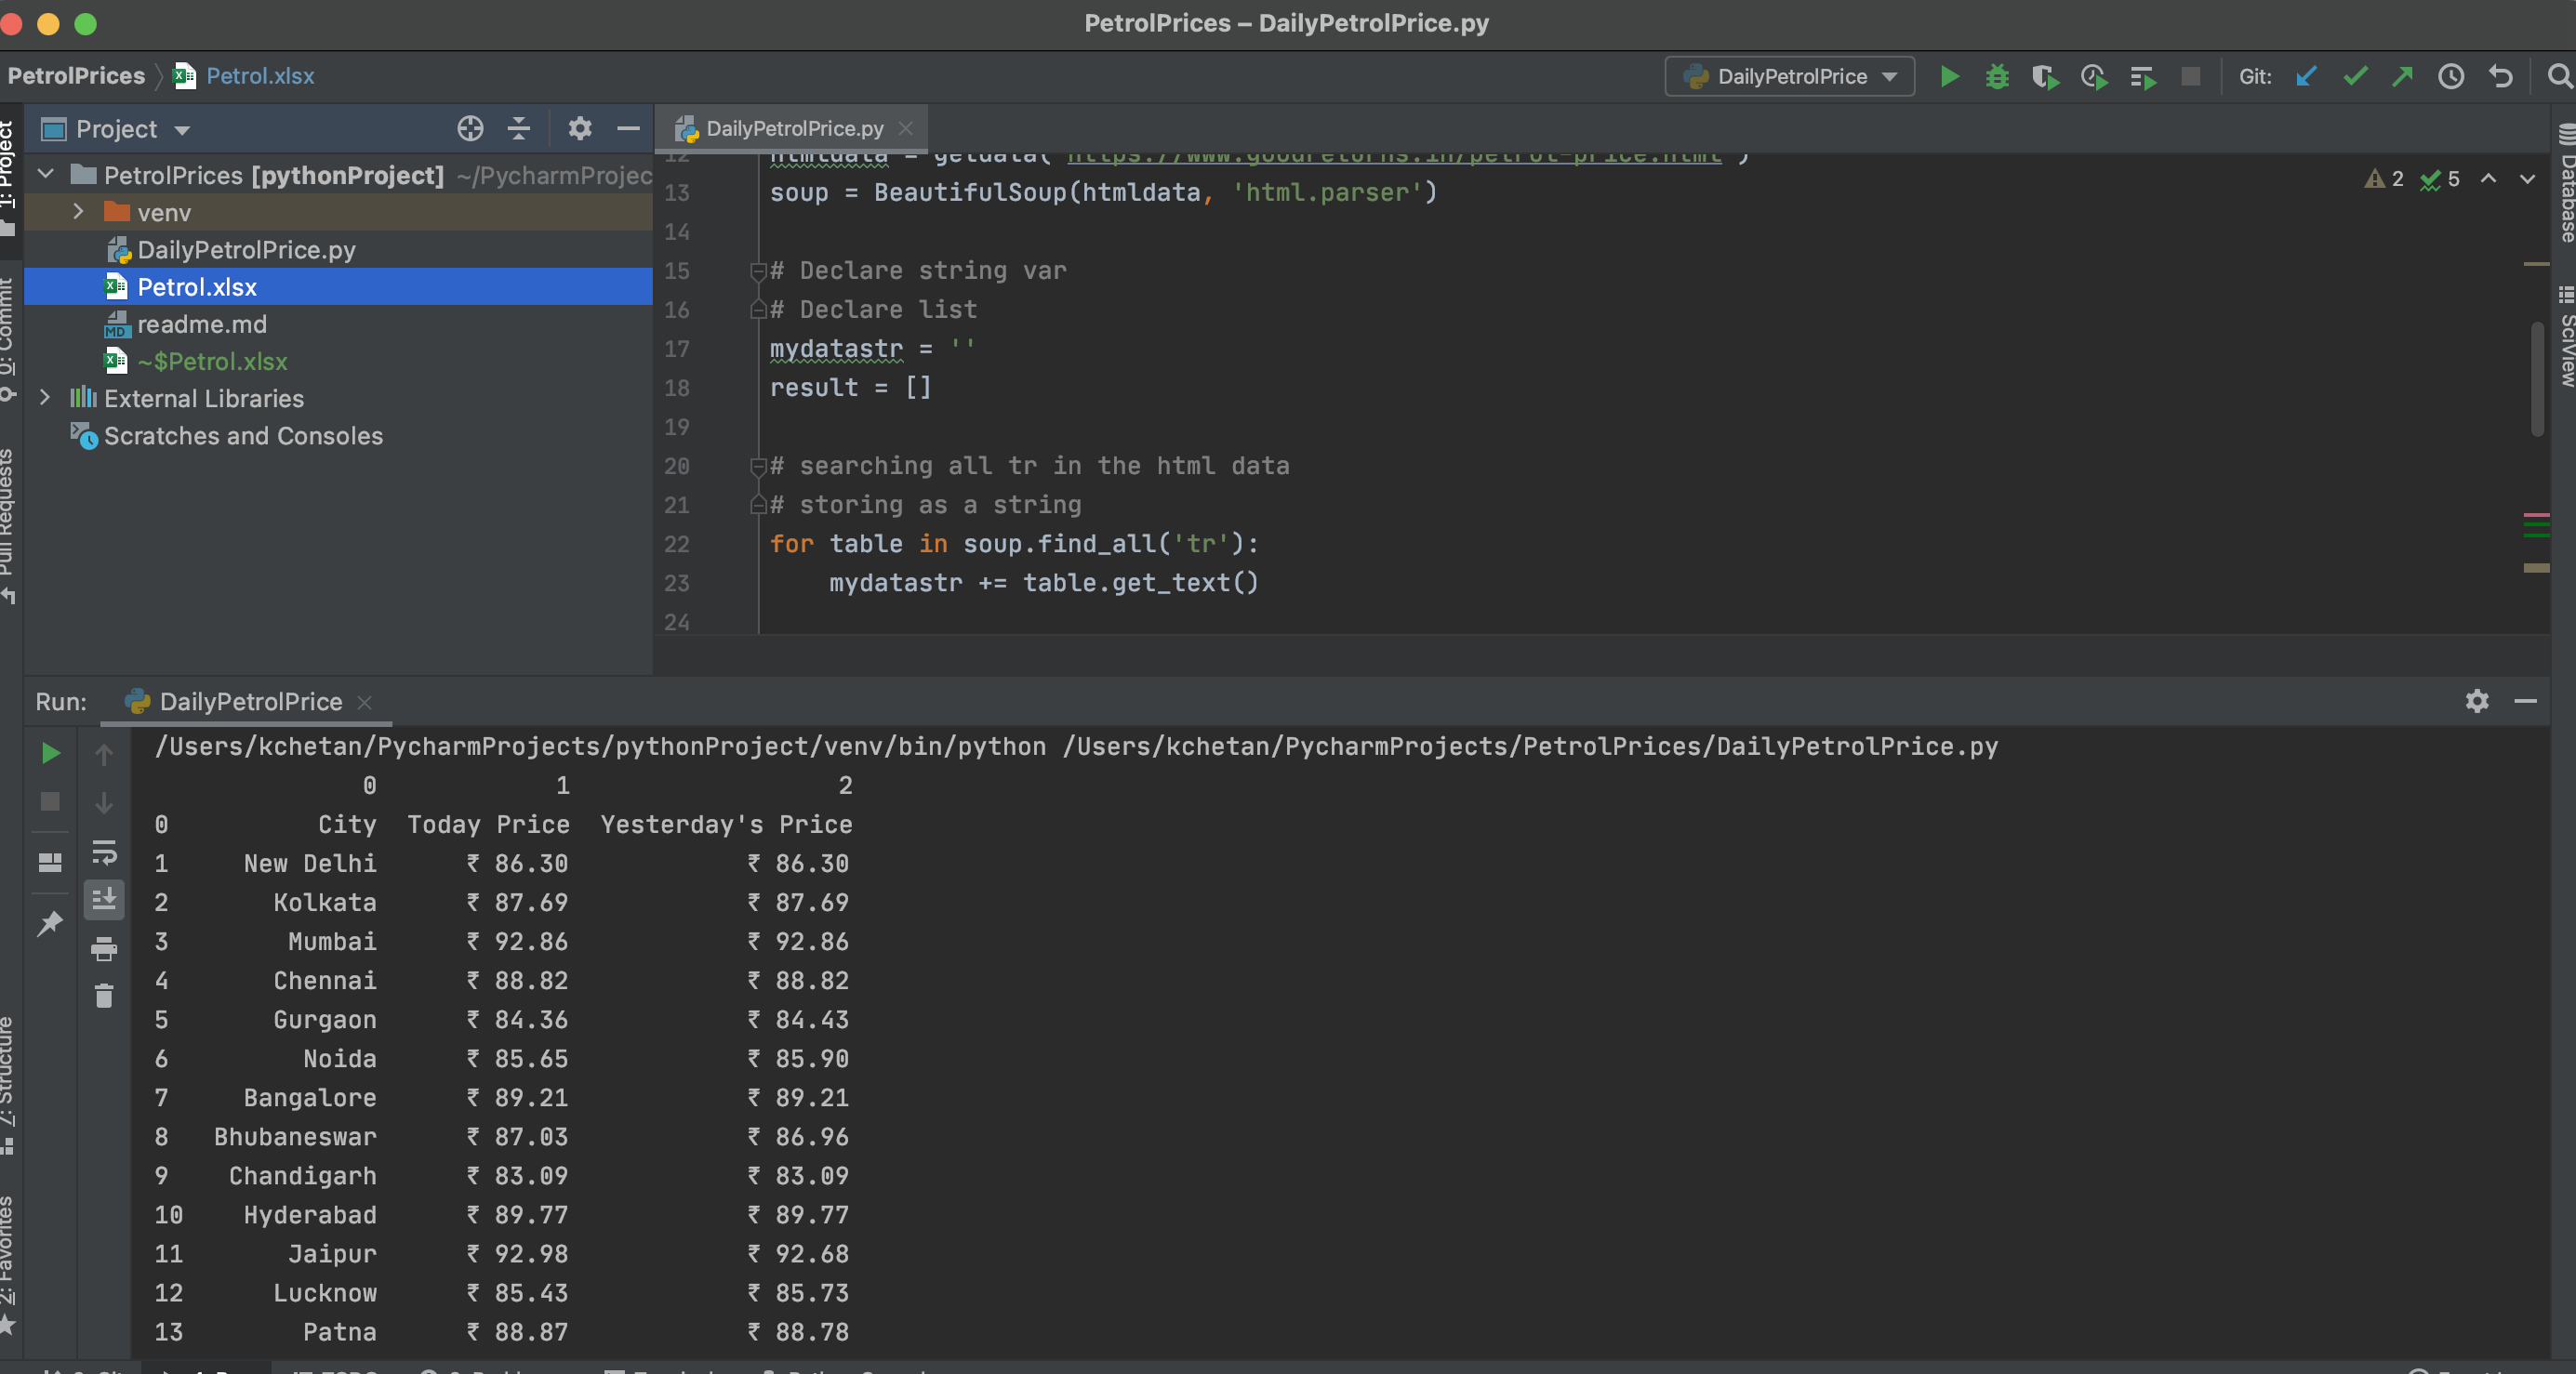 PetrolPrices – DailyPetrolPrice.py
PetrolPrices Petrol.xlsx
DailyPetrolPrice Git:
1: Project
0: Commit
Pull Requests
7: Structure
2: Favorites
Project
PetrolPrices [pythonProject] ~/PycharmProjec
venv
DailyPetrolPrice.py
Petrol.xlsx
readme.md
~$Petrol.xlsx
External Libraries
Scratches and Consoles
DailyPetrolPrice.py
2 5
12 htmldata = getdata("https://www.goodreturns.in/petrol-price.html")
13 soup = BeautifulSoup(htmldata, 'html.parser')
14
15 # Declare string var
16 # Declare list
17 mydatastr = ''
18 result = []
19
20 # searching all tr in the html data
21 # storing as a string
22 for table in soup.find_all('tr'):
23 mydatastr += table.get_text()
24
Database
SciView
Run: DailyPetrolPrice
/Users/kchetan/PycharmProjects/pythonProject/venv/bin/python /Users/kchetan/PycharmProjects/PetrolPrices/DailyPetrolPrice.py
0 1 2
0 City Today Price Yesterday's Price
1 New Delhi ₹ 86.30 ₹ 86.30
2 Kolkata ₹ 87.69 ₹ 87.69
3 Mumbai ₹ 92.86 ₹ 92.86
4 Chennai ₹ 88.82 ₹ 88.82
5 Gurgaon ₹ 84.36 ₹ 84.43
6 Noida ₹ 85.65 ₹ 85.90
7 Bangalore ₹ 89.21 ₹ 89.21
8 Bhubaneswar ₹ 87.03 ₹ 86.96
9 Chandigarh ₹ 83.09 ₹ 83.09
10 Hyderabad ₹ 89.77 ₹ 89.77
11 Jaipur ₹ 92.98 ₹ 92.68
12 Lucknow ₹ 85.43 ₹ 85.73
13 Patna ₹ 88.87 ₹ 88.78